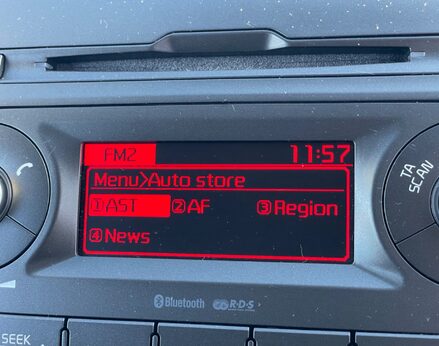 FM2 11:57
Menu>Auto store
①AST ②AF ③Region
④News
TA
SCAN
Bluetooth R·D·S
SEEK